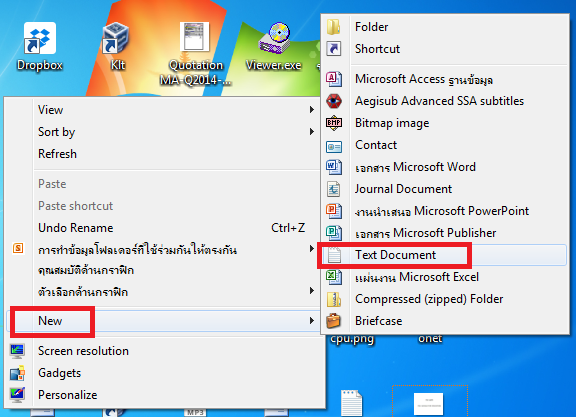 Dropbox
Klt
Quotation
MA-Q2014-...
Viewer.exe
View
Sort by
Refresh
Paste
Paste shortcut
Undo Rename Ctrl+Z
การทำข้อมูลโฟลเดอร์ที่ใช้ร่วมกันให้ตรงกัน
คุณสมบัติด้านกราฟิก
ตัวเลือกด้านกราฟิก
New
Screen resolution
Gadgets
Personalize
Folder
Shortcut
Microsoft Access ฐานข้อมูล
Aegisub Advanced SSA subtitles
BMP
Bitmap image
Contact
เอกสาร Microsoft Word
Journal Document
งานนำเสนอ Microsoft PowerPoint
เอกสาร Microsoft Publisher
Text Document
แผ่นงาน Microsoft Excel
Compressed (zipped) Folder
Briefcase
cpu.png
onet
MP3